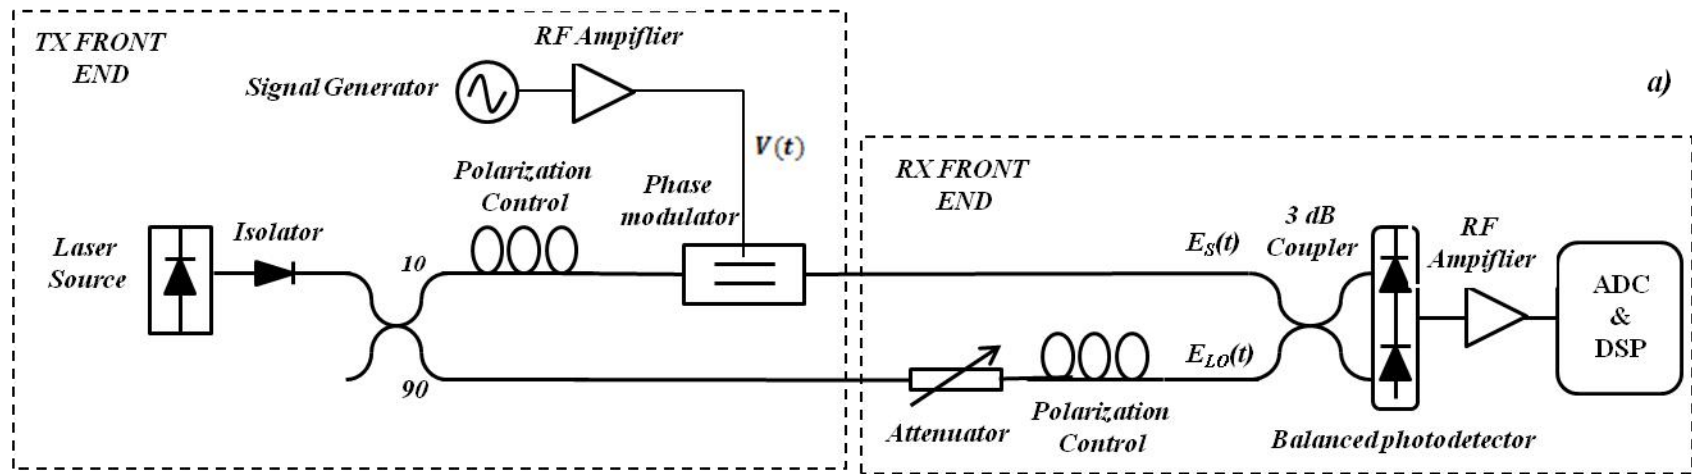 TX FRONT
END
RF Ampiflier
Signal Generator
a)
V(t)
RX FRONT
END
Polarization
Control
Phase
modulator
3 dB
Coupler
RF
Ampiflier
Laser
Source
Isolator
10
E_S(t)
ADC
&
DSP
90
E_LO(t)
Attenuator
Polarization
Control
Balanced photodetector